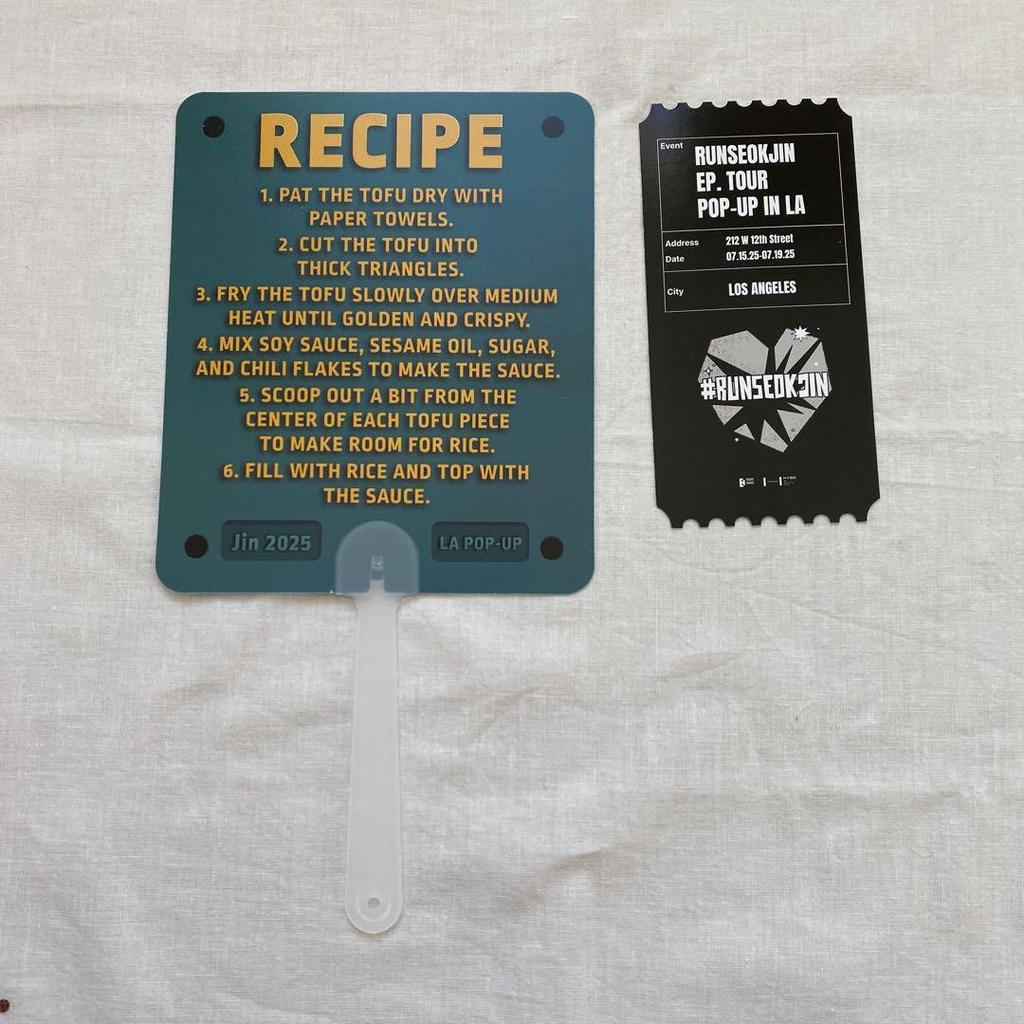 RECIPE
1. PAT THE TOFU DRY WITH
PAPER TOWELS.
2. CUT THE TOFU INTO
THICK TRIANGLES.
3. FRY THE TOFU SLOWLY OVER MEDIUM
HEAT UNTIL GOLDEN AND CRISPY.
4. MIX SOY SAUCE, SESAME OIL, SUGAR,
AND CHILI FLAKES TO MAKE THE SAUCE.
5. SCOOP OUT A BIT FROM THE
CENTER OF EACH TOFU PIECE
TO MAKE ROOM FOR RICE.
6. FILL WITH RICE AND TOP WITH
THE SAUCE.
Jin 2025
LA POP-UP
Event
RUNSEOKJIN
EP. TOUR
POP-UP IN LA
Address 212 W 12th Street
Date 07.15.25-07.19.25
City LOS ANGELES
#RUNSEOKJIN